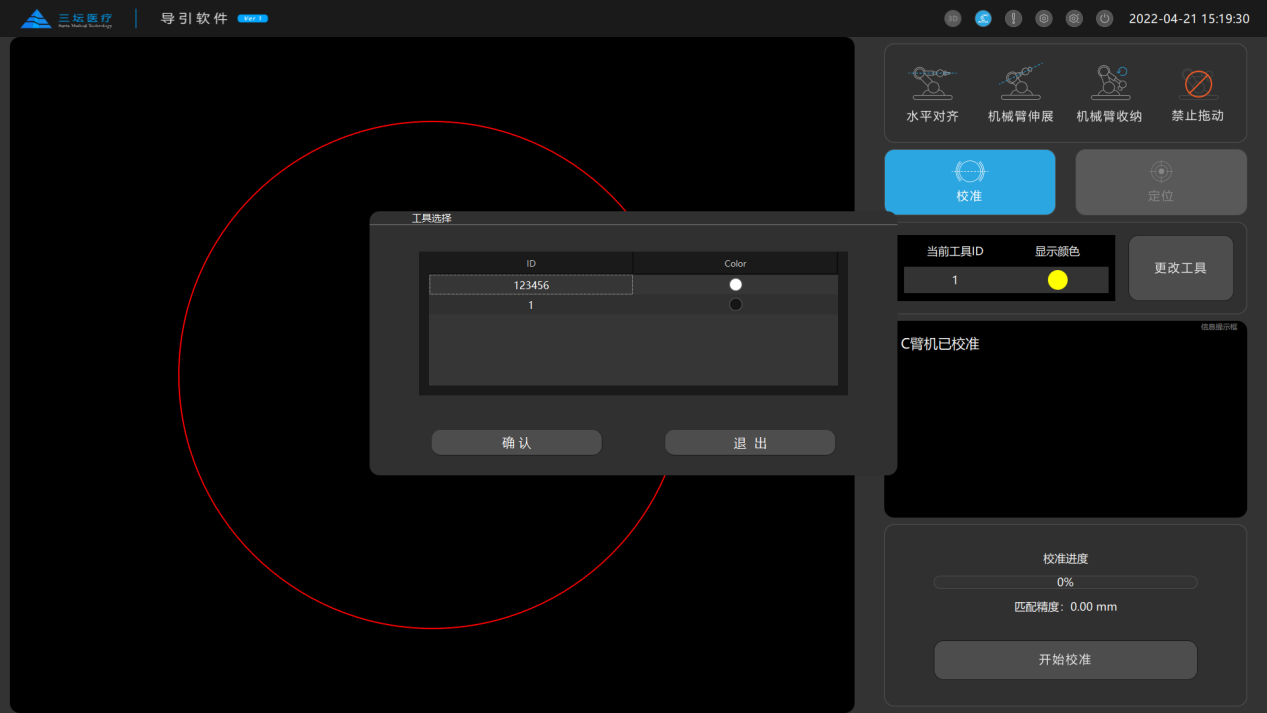 三坛医疗
Santa Medical Technology
导引软件 Ver 1
3D
2022-04-21 15:19:30
水平对齐 机械臂伸展 机械臂收纳 禁止拖动
校准 定位
工具选择
ID Color
123456
1
确认 退出
当前工具ID 显示颜色
1
更改工具
信息提示框
C臂机已校准
校准进度
0%
匹配精度: 0.00 mm
开始校准